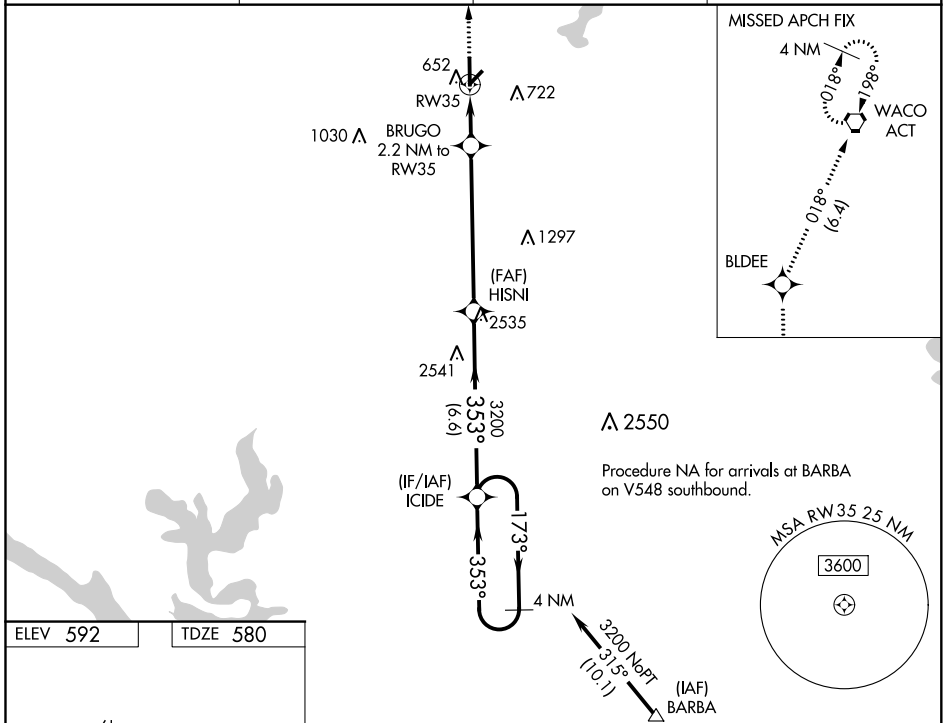 MISSED APCH FIX
4 NM
018°
198°
WACO
ACT
018°
(6.4)
BLDEE
652
RW35
722
1030
BRUGO
2.2 NM to
RW35
1297
(FAF)
HISNI
2535
2541
3200
353°
(6.6)
2550
Procedure NA for arrivals at BARBA
on V548 southbound.
(IF/IAF)
ICIDE
173°
353°
4 NM
MSA RW35 25 NM
3600
3200 NoPT
315°
(10.1)
(IAF)
BARBA
ELEV 592
TDZE 580